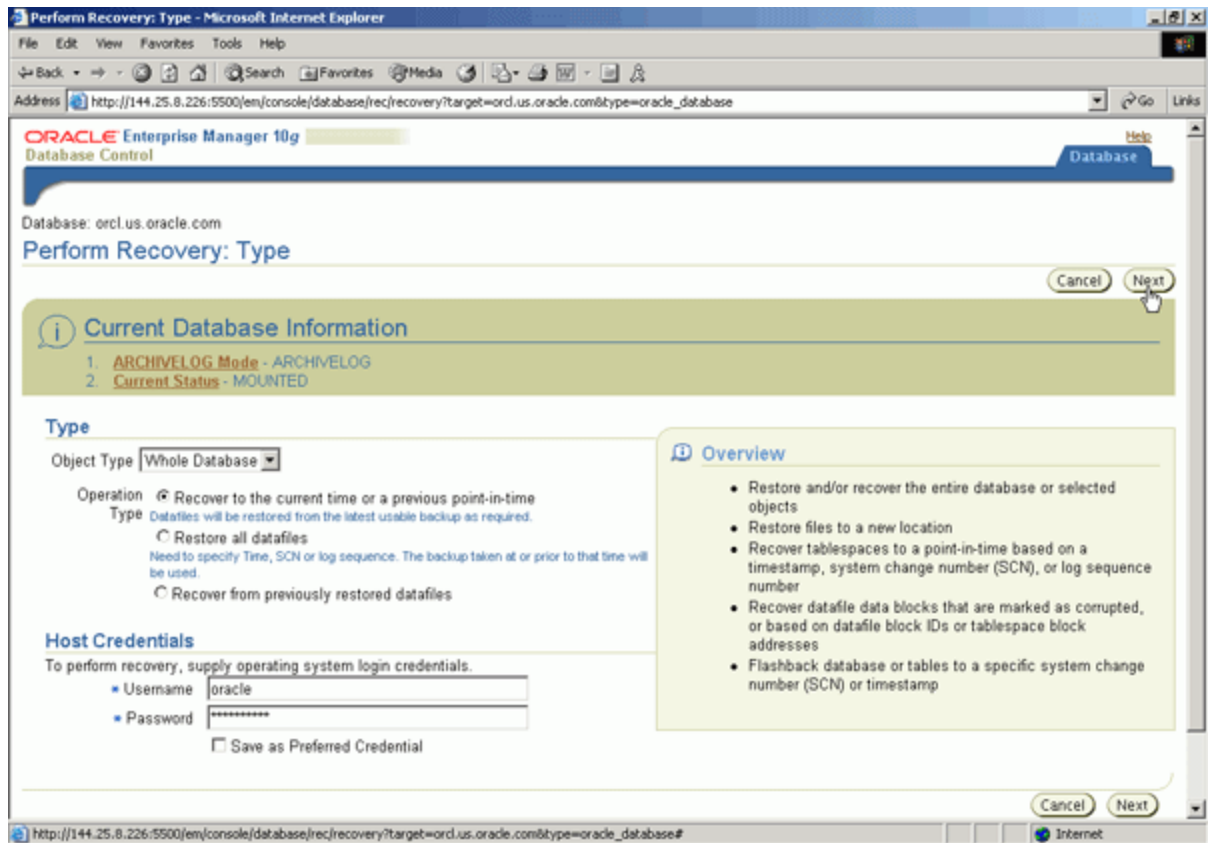 Perform Recovery: Type - Microsoft Internet Explorer
File Edit View Favorites Tools Help
Back Search Favorites Media
Address http://144.25.8.226:5500/em/console/database/rec/recovery?target=orcl.us.oracle.com&type=oracle_database Go Links
ORACLE Enterprise Manager 10g
Database Control
Help
Database
Database: orcl.us.oracle.com
Perform Recovery: Type
Cancel Next
Current Database Information
1. ARCHIVELOG Mode - ARCHIVELOG
2. Current Status - MOUNTED
Type
Object Type Whole Database
Operation Type
Recover to the current time or a previous point-in-time
Datafiles will be restored from the latest usable backup as required.
Restore all datafiles
Need to specify Time, SCN or log sequence. The backup taken at or prior to that time will
be used.
Recover from previously restored datafiles
Host Credentials
To perform recovery, supply operating system login credentials.
* Username oracle
* Password **********
Save as Preferred Credential
Overview
• Restore and/or recover the entire database or selected
objects
• Restore files to a new location
• Recover tablespaces to a point-in-time based on a
timestamp, system change number (SCN), or log sequence
number
• Recover datafile data blocks that are marked as corrupted,
or based on datafile block IDs or tablespace block
addresses
• Flashback database or tables to a specific system change
number (SCN) or timestamp
Cancel Next
http://144.25.8.226:5500/em/console/database/rec/recovery?target=orcl.us.oracle.com&type=oracle_database# Internet